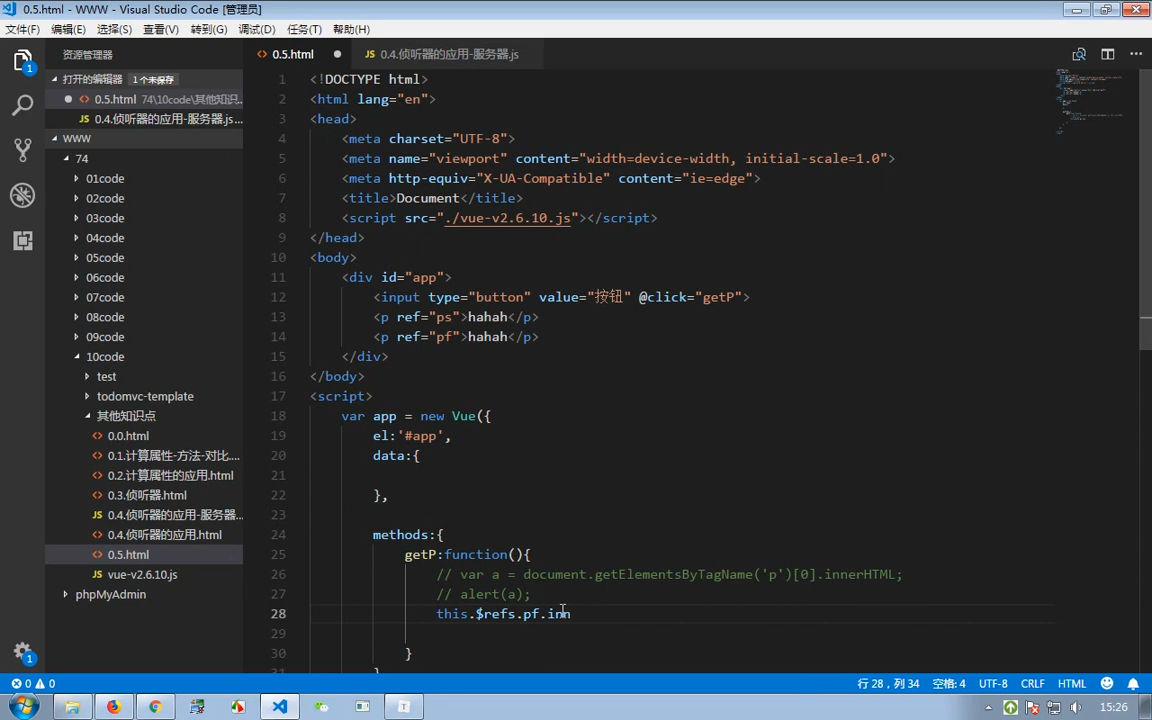 0.5.html - WWW - Visual Studio Code [管理员]
文件(F) 编辑(E) 选择(S) 查看(V) 转到(G) 调试(D) 任务(T) 帮助(H)
资源管理器
0.5.html
JS 0.4.侦听器的应用-服务器.js
打开的编辑器 1 个未保存
0.5.html 74\10code\其他知识...
JS 0.4.侦听器的应用-服务器.js...
WWW
74
01code
02code
03code
04code
05code
06code
07code
08code
09code
10code
test
todomvc-template
其他知识点
0.0.html
0.1.计算属性-方法-对比....
0.2.计算属性的应用.html
0.3.侦听器.html
JS 0.4.侦听器的应用-服务器...
0.4.侦听器的应用.html
0.5.html
JS vue-v2.6.10.js
phpMyAdmin
1 <!DOCTYPE html>
2 <html lang="en">
3 <head>
4 <meta charset="UTF-8">
5 <meta name="viewport" content="width=device-width, initial-scale=1.0">
6 <meta http-equiv="X-UA-Compatible" content="ie=edge">
7 <title>Document</title>
8 <script src="./vue-v2.6.10.js"></script>
9 </head>
10 <body>
11 <div id="app">
12 <input type="button" value="按钮" @click="getP">
13 <p ref="ps">hahah</p>
14 <p ref="pf">hahah</p>
15 </div>
16 </body>
17 <script>
18 var app = new Vue({
19 el:'#app',
20 data:{
21
22 },
23
24 methods:{
25 getP:function(){
26 // var a = document.getElementsByTagName('p')[0].innerHTML;
27 // alert(a);
28 this.$refs.pf.inn
29
30 }
31 }
1
1
0 0
行 28，列 34 空格: 4 UTF-8 CRLF HTML
15:26